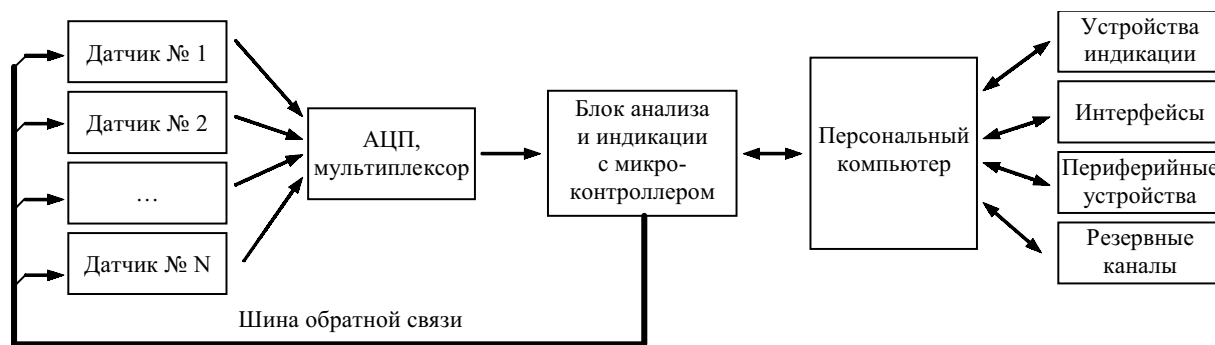 Датчик № 1
Датчик № 2
…
Датчик № N
АЦП,
мультиплексор
Блок анализа
и индикации
с микро-
контроллером
Персональный
компьютер
Устройства
индикации
Интерфейсы
Периферийные
устройства
Резервные
каналы
Шина обратной связи